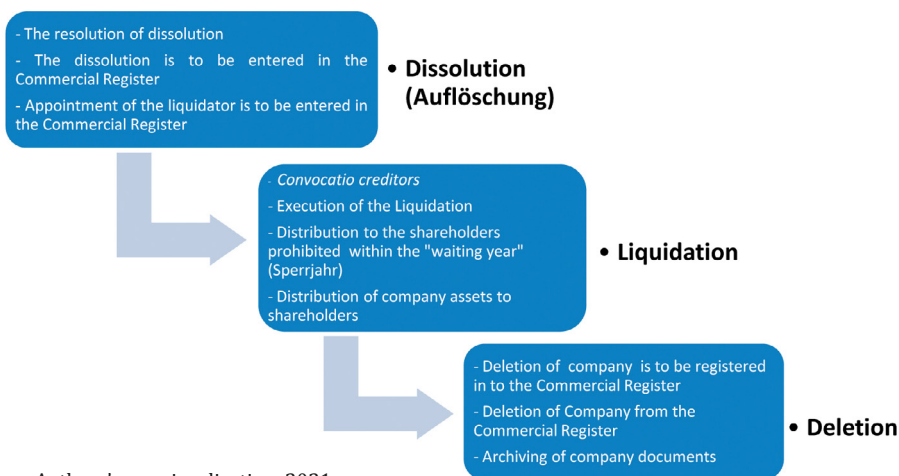 - The resolution of dissolution
- The dissolution is to be entered in the
Commercial Register
- Appointment of the liquidator is to be entered in
the Commercial Register
• Dissolution
(Auflöschung)
- Convocatio creditors
- Execution of the Liquidation
- Distribution to the shareholders
prohibited within the "waiting year"
(Sperrjahr)
- Distribution of company assets to
shareholders
• Liquidation
- Deletion of company is to be registered
in to the Commercial Register
- Deletion of Company from the
Commercial Register
- Archiving of company documents
• Deletion